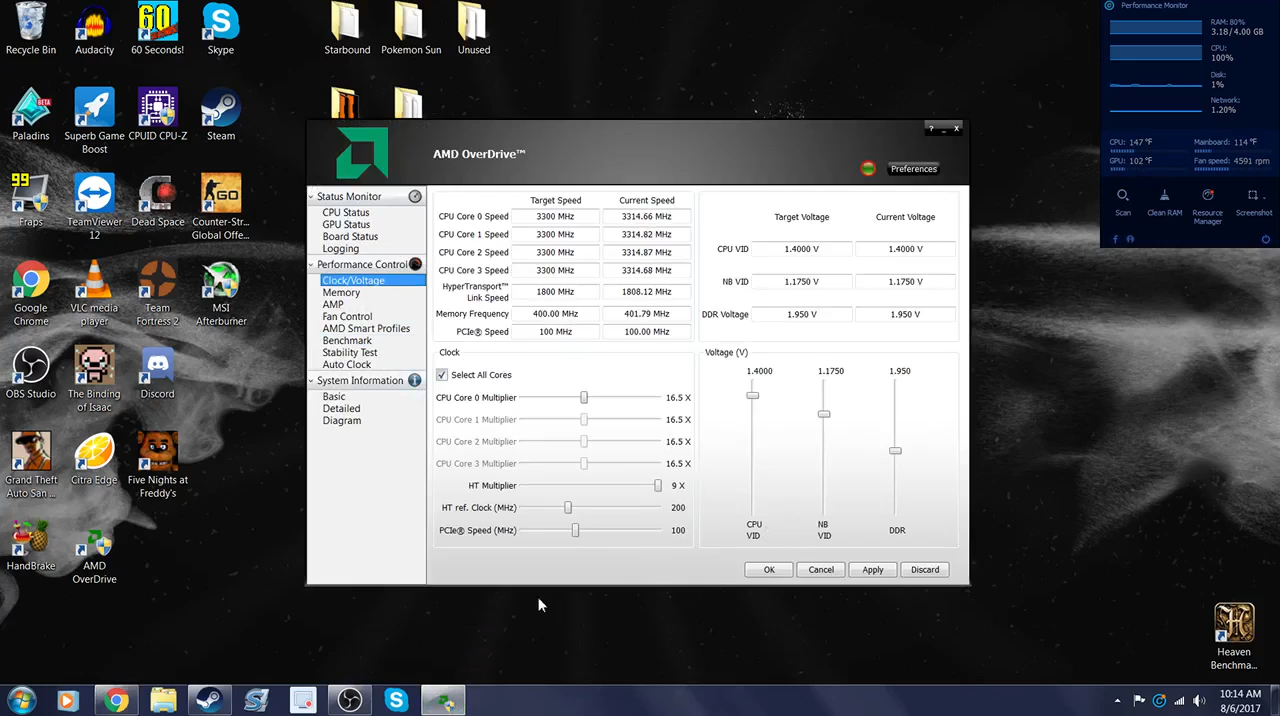 Recycle Bin
Audacity
60 Seconds!
Skype
Starbound
Pokemon Sun
Unused
Paladins
Superb Game Boost
CPUID CPU-Z
Steam
Fraps
TeamViewer 12
Dead Space
Counter-Str... Global Offe...
Google Chrome
VLC media player
Team Fortress 2
MSI Afterburner
OBS Studio
The Binding of Isaac
Discord
Grand Theft Auto San ...
Citra Edge
Five Nights at Freddy's
HandBrake
AMD OverDrive
60
SECONDS!
BETA
99
GO
Performance Monitor
RAM: 80%
3.18/4.00 GB
CPU:
100%
Disk:
1%
Network:
1.20%
CPU: 147 °F
Mainboard: 114 °F
GPU: 102 °F
Fan speed: 4591 rpm
Scan
Clean RAM
Resource Manager
Screenshot
AMD OverDrive™
? _ X
Preferences
Status Monitor
CPU Status
GPU Status
Board Status
Logging
Performance Control
Clock/Voltage
Memory
AMP
Fan Control
AMD Smart Profiles
Benchmark
Stability Test
Auto Clock
System Information
Basic
Detailed
Diagram
Target Speed Current Speed
CPU Core 0 Speed 3300 MHz 3314.66 MHz
CPU Core 1 Speed 3300 MHz 3314.82 MHz
CPU Core 2 Speed 3300 MHz 3314.87 MHz
CPU Core 3 Speed 3300 MHz 3314.68 MHz
HyperTransport™ Link Speed 1800 MHz 1808.12 MHz
Memory Frequency 400.00 MHz 401.79 MHz
PCIe® Speed 100 MHz 100.00 MHz
Target Voltage Current Voltage
CPU VID 1.4000 V 1.4000 V
NB VID 1.1750 V 1.1750 V
DDR Voltage 1.950 V 1.950 V
Clock
Select All Cores
CPU Core 0 Multiplier 16.5 X
CPU Core 1 Multiplier 16.5 X
CPU Core 2 Multiplier 16.5 X
CPU Core 3 Multiplier 16.5 X
HT Multiplier 9 X
HT ref. Clock (MHz) 200
PCIe® Speed (MHz) 100
Voltage (V)
1.4000 1.1750 1.950
CPU VID
NB VID
DDR
OK Cancel Apply Discard
Heaven Benchma...
10:14 AM
8/6/2017